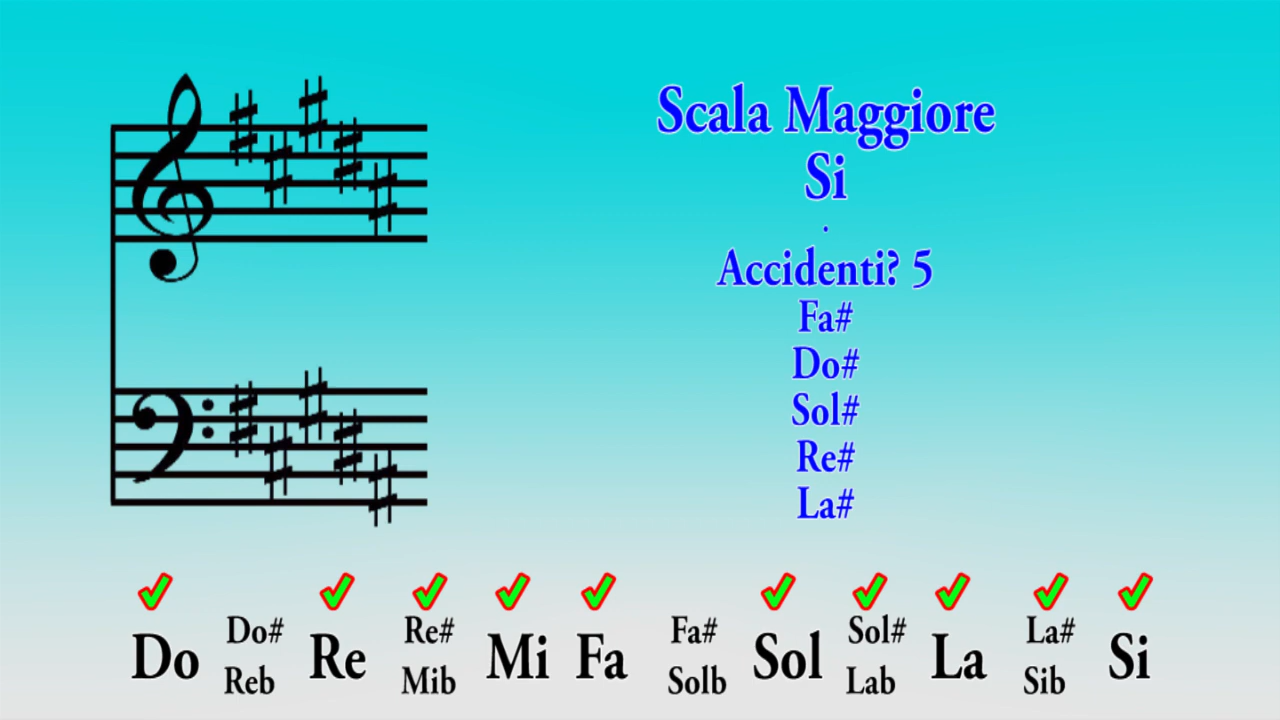 Scala Maggiore
Si
.
Accidenti? 5
Fa#
Do#
Sol#
Re#
La#
Do# Re# Fa# Sol# La#
Do Re Mi Fa Sol La Si
Reb Mib Solb Lab Sib